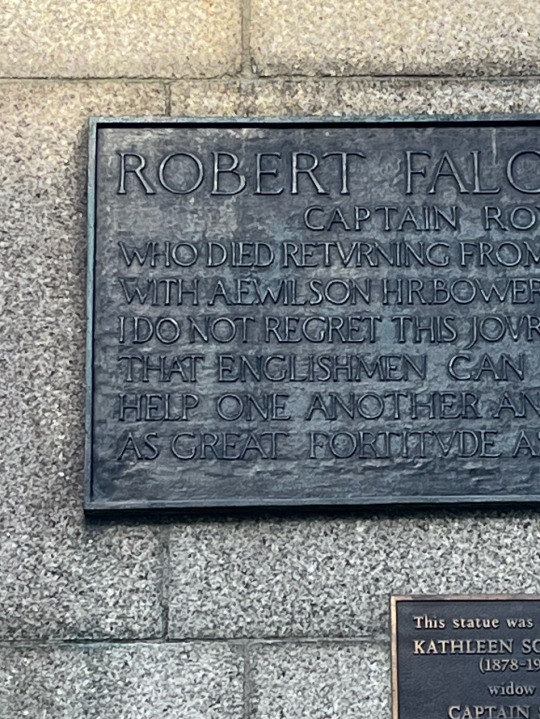 ROBERT FALC
CAPTAIN RO
WHO DIED RETVRNING FROM
WITH A.E.WILSON H.R.BOWER
I DO NOT REGRET THIS JOVR
THAT ENGLISHMEN CAN
HELP ONE ANOTHER AN
AS GREAT FORTITVDE AS
This statue was
KATHLEEN SC
(1878-19
widow
CAPTAIN